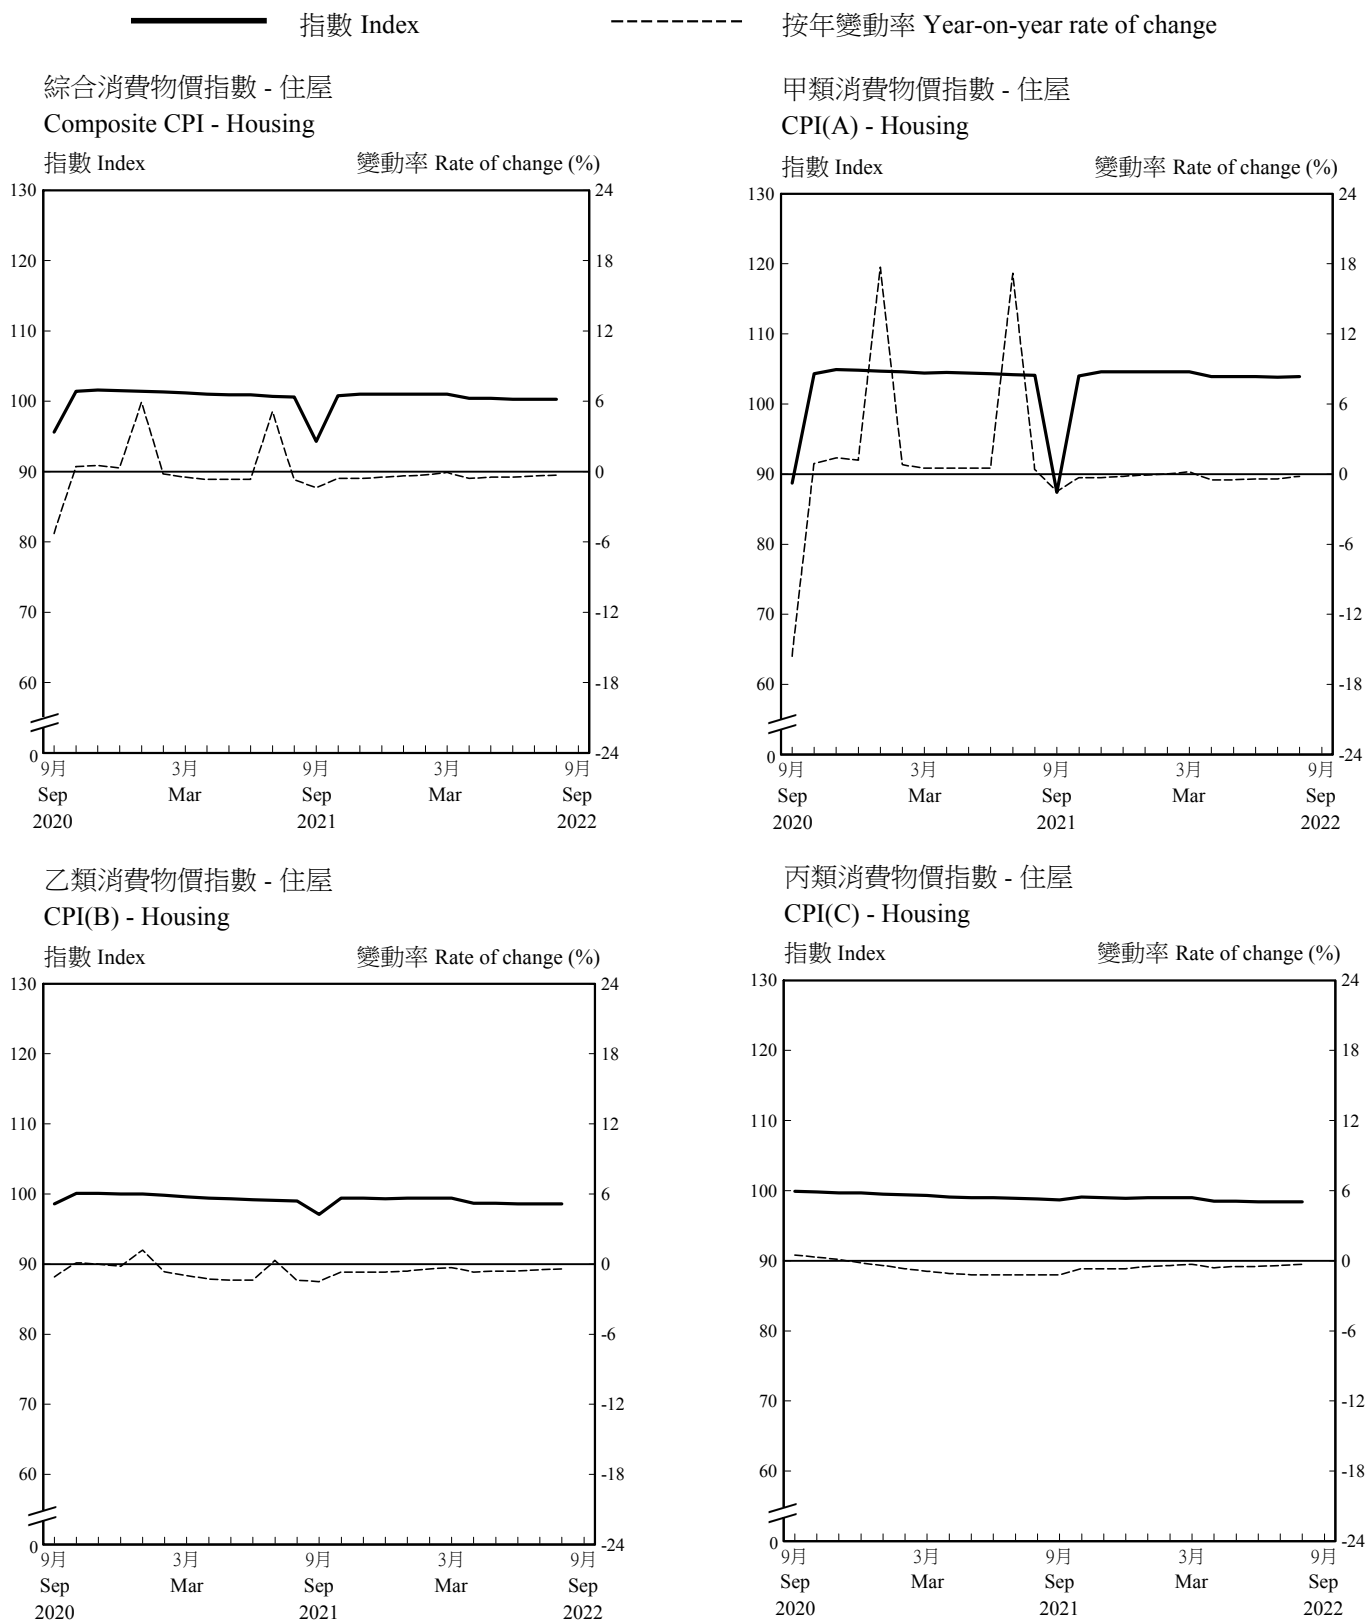 指數 Index
按年變動率 Year-on-year rate of change
綜合消費物價指數 - 住屋
Composite CPI - Housing
指數 Index 變動率 Rate of change (%)
130 24
120 18
110 12
100 6
90 0
80 -6
70 -12
60 -18
0 -24
9月 3月 9月 3月 9月
Sep Mar Sep Mar Sep
2020 2021 2022
甲類消費物價指數 - 住屋
CPI(A) - Housing
指數 Index 變動率 Rate of change (%)
130 24
120 18
110 12
100 6
90 0
80 -6
70 -12
60 -18
0 -24
9月 3月 9月 3月 9月
Sep Mar Sep Mar Sep
2020 2021 2022
乙類消費物價指數 - 住屋
CPI(B) - Housing
指數 Index 變動率 Rate of change (%)
130 24
120 18
110 12
100 6
90 0
80 -6
70 -12
60 -18
0 -24
9月 3月 9月 3月 9月
Sep Mar Sep Mar Sep
2020 2021 2022
丙類消費物價指數 - 住屋
CPI(C) - Housing
指數 Index 變動率 Rate of change (%)
130 24
120 18
110 12
100 6
90 0
80 -6
70 -12
60 -18
0 -24
9月 3月 9月 3月 9月
Sep Mar Sep Mar Sep
2020 2021 2022